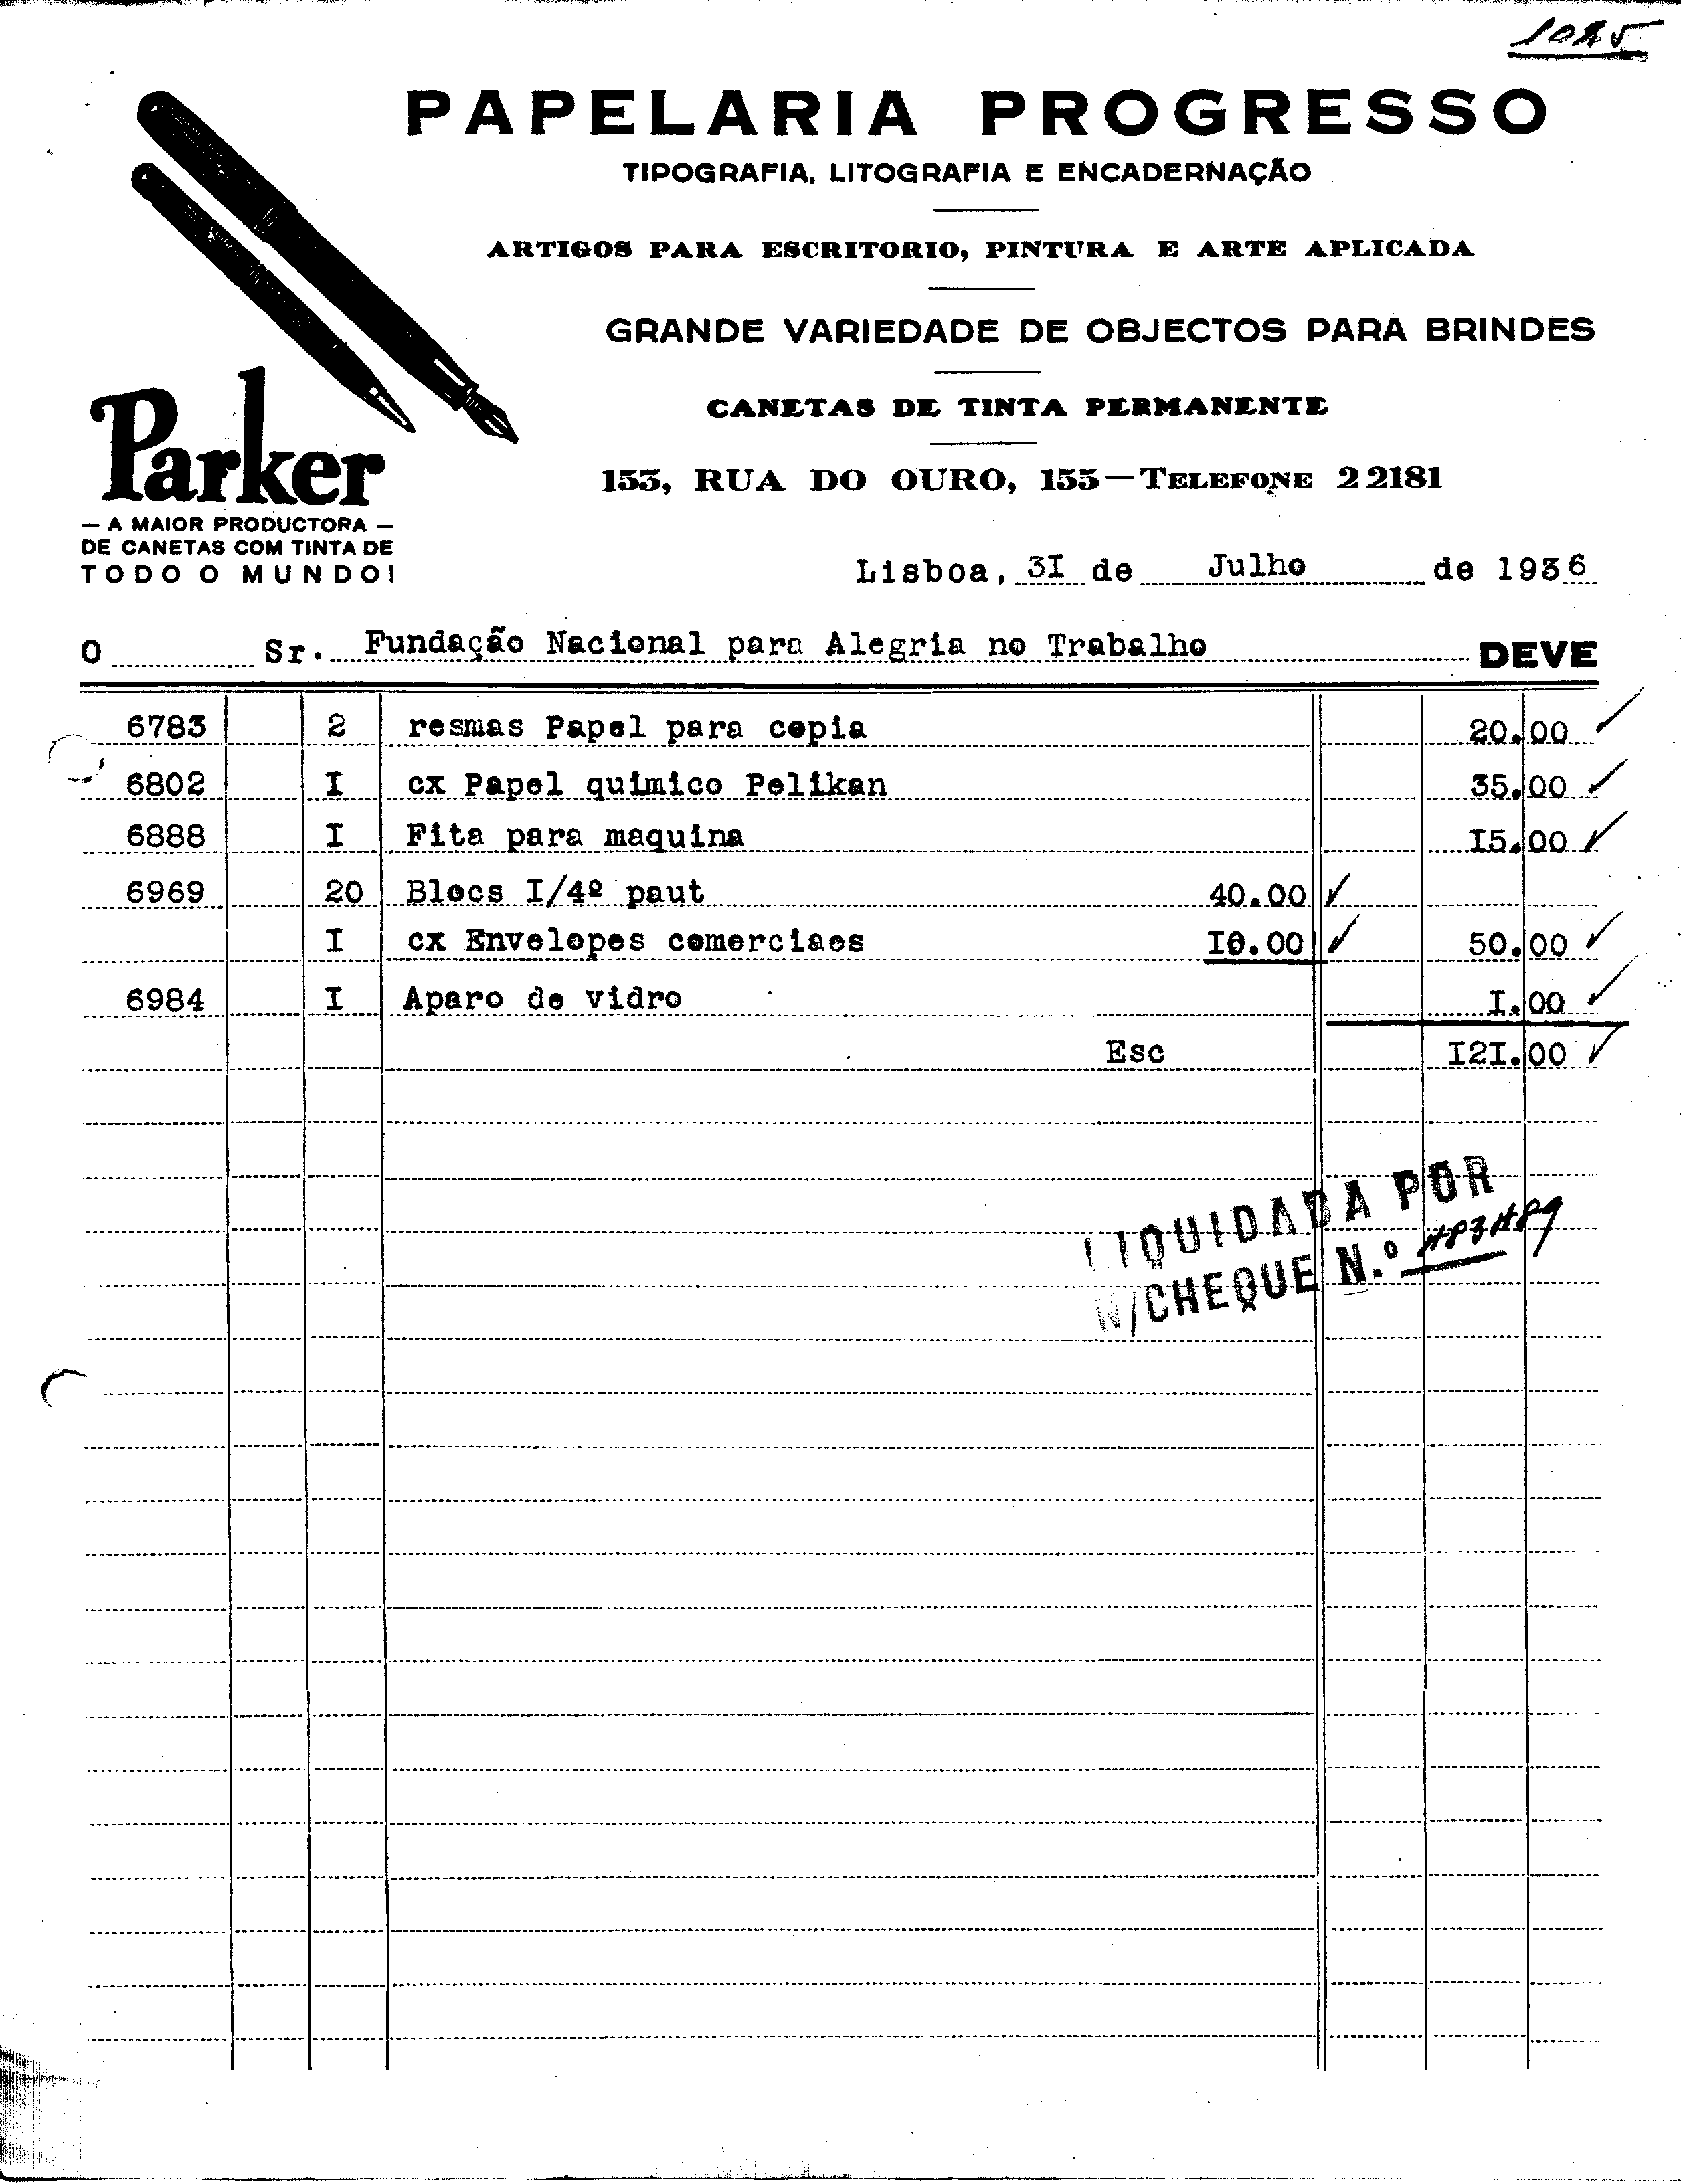 PAPELARIA PROGRESSO
TIPOGRAFIA, LITOGRAFIA E ENCADERNAÇÃO
ARTIGOS PARA ESCRITORIO, PINTURA E ARTE APLICADA
GRANDE VARIEDADE DE OBJECTOS PARA BRINDES
CANETAS DE TINTA PERMANENTE
153, RUA DO OURO, 155—TELEFONE 2 2181
Parker
— A MAIOR PRODUCTORA —
DE CANETAS COM TINTA DE
TODO O MUNDO!
Lisboa, 3I de Julho de 1936
O Sr. Fundação Nacional para Alegria no Trabalho DEVE
6783 2 resmas Papel para copia 20.00
6802 I cx Papel quimico Pelikan 35.00
6888 I Fita para maquina I5.00
6969 20 Blocs I/4º paut 40.00
I cx Envelopes comerciaes I0.00 50.00
6984 I Aparo de vidro I.00
Esc I2I.00
LIQUIDADA POR
N/CHEQUE N.º